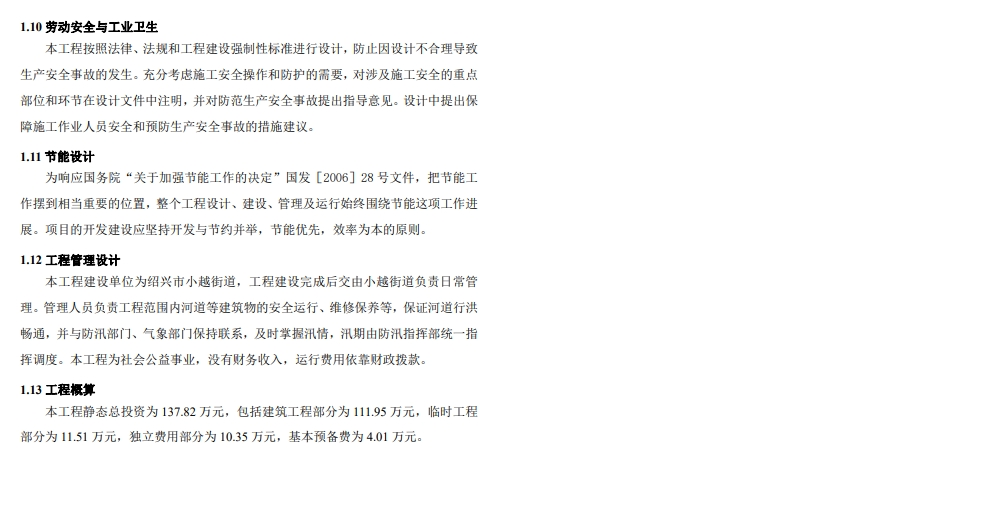 1.10 劳动安全与工业卫生
本工程按照法律、法规和工程建设强制性标准进行设计，防止因设计不合理导致
生产安全事故的发生。充分考虑施工安全操作和防护的需要，对涉及施工安全的重点
部位和环节在设计文件中注明，并对防范生产安全事故提出指导意见。设计中提出保
障施工作业人员安全和预防生产安全事故的措施建议。
1.11 节能设计
为响应国务院“关于加强节能工作的决定”国发［2006］28 号文件，把节能工
作摆到相当重要的位置，整个工程设计、建设、管理及运行始终围绕节能这项工作进
展。项目的开发建设应坚持开发与节约并举，节能优先，效率为本的原则。
1.12 工程管理设计
本工程建设单位为绍兴市小越街道，工程建设完成后交由小越街道负责日常管
理。管理人员负责工程范围内河道等建筑物的安全运行、维修保养等，保证河道行洪
畅通，并与防汛部门、气象部门保持联系，及时掌握汛情，汛期由防汛指挥部统一指
挥调度。本工程为社会公益事业，没有财务收入，运行费用依靠财政拨款。
1.13 工程概算
本工程静态总投资为 137.82 万元，包括建筑工程部分为 111.95 万元，临时工程
部分为 11.51 万元，独立费用部分为 10.35 万元，基本预备费为 4.01 万元。